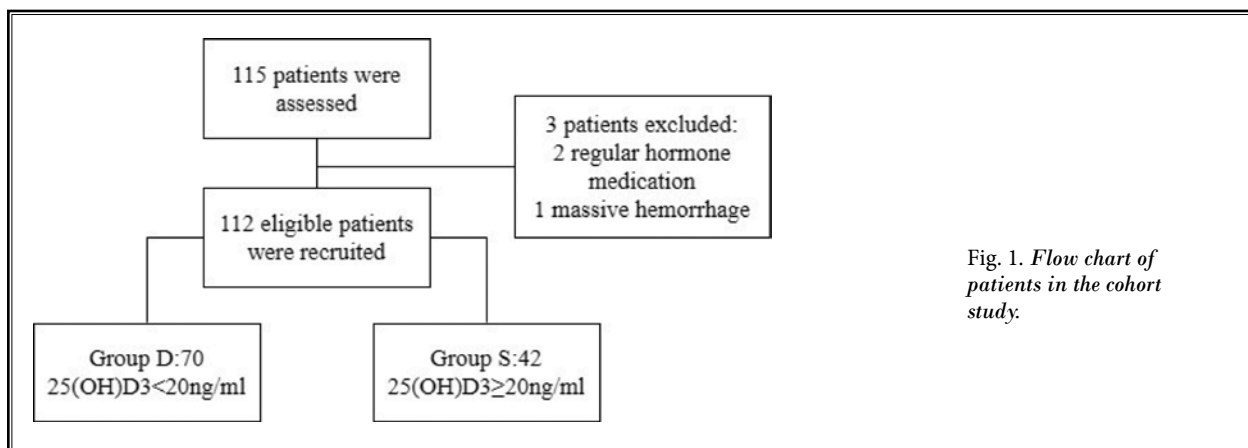 115 patients were
assessed
3 patients excluded:
2 regular hormone
medication
1 massive hemorrhage
112 eligible patients
were recruited
Group D:70
25(OH)D3<20ng/ml
Group S:42
25(OH)D3≥20ng/ml
Fig. 1. Flow chart of
patients in the cohort
study.